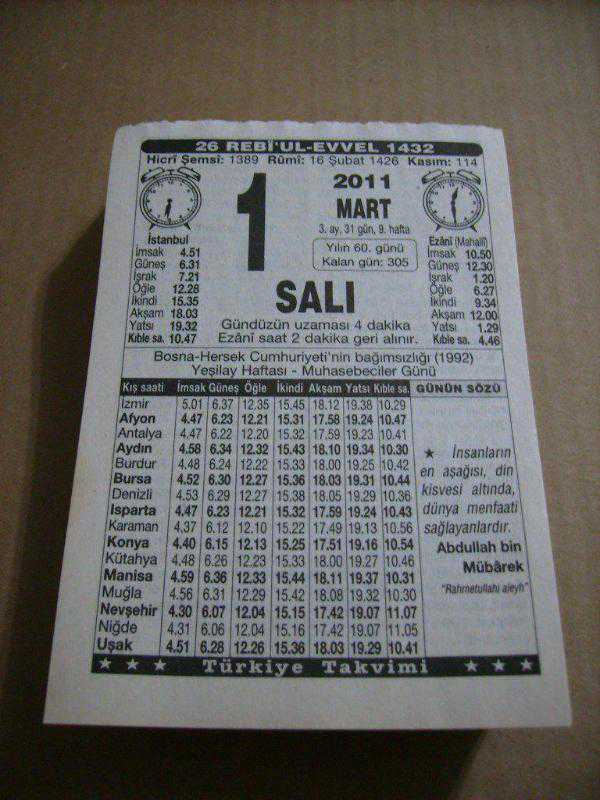 26 REBÎ'UL-EVVEL 1432
Hicrî Şemsî: 1389 Rûmî: 16 Şubat 1426 Kasım: 114
1
2011
MART
3. ay, 31 gün, 9. hafta
Yılın 60. günü
Kalan gün: 305
SALI
İstanbul
İmsak 4.51
Güneş 6.31
İşrak 7.21
Öğle 12.28
İkindi 15.35
Akşam 18.03
Yatsı 19.32
Kıble sa. 10.47
Ezânî (Mahallî)
İmsak 10.50
Güneş 12.30
İşrak 1.20
Öğle 6.27
İkindi 9.34
Akşam 12.00
Yatsı 1.29
Kıble sa. 4.46
Gündüzün uzaması 4 dakika
Ezânî saat 2 dakika geri alınır.
Bosna-Hersek Cumhuriyeti'nin bağımsızlığı (1992)
Yeşilay Haftası - Muhasebeciler Günü
Kış saati İmsak Güneş Öğle İkindi Akşam Yatsı Kıble sa.
İzmir 5.01 6.37 12.35 15.45 18.12 19.38 10.29
Afyon 4.47 6.23 12.21 15.31 17.58 19.24 10.47
Antalya 4.47 6.22 12.20 15.32 17.59 19.23 10.41
Aydın 4.58 6.34 12.32 15.43 18.10 19.34 10.30
Burdur 4.48 6.24 12.22 15.33 18.00 19.25 10.42
Bursa 4.52 6.30 12.27 15.36 18.03 19.31 10.44
Denizli 4.53 6.29 12.27 15.38 18.05 19.29 10.36
Isparta 4.47 6.23 12.21 15.32 17.59 19.24 10.43
Karaman 4.37 6.12 12.10 15.22 17.49 19.13 10.56
Konya 4.40 6.15 12.13 15.25 17.51 19.16 10.54
Kütahya 4.48 6.26 12.23 15.33 18.00 19.27 10.46
Manisa 4.59 6.36 12.33 15.44 18.11 19.37 10.31
Muğla 4.56 6.31 12.29 15.42 18.08 19.32 10.30
Nevşehir 4.30 6.07 12.04 15.15 17.42 19.07 11.07
Niğde 4.31 6.06 12.04 15.16 17.42 19.07 11.05
Uşak 4.51 6.28 12.26 15.36 18.03 19.29 10.41
GÜNÜN SÖZÜ
★ İnsanların
en aşağısı, din
kisvesi altında,
dünya menfaati
sağlayanlardır.
Abdullah bin
Mübârek
"Rahmetullahi aleyh"
★ ★ ★ Türkiye Takvimi ★ ★ ★